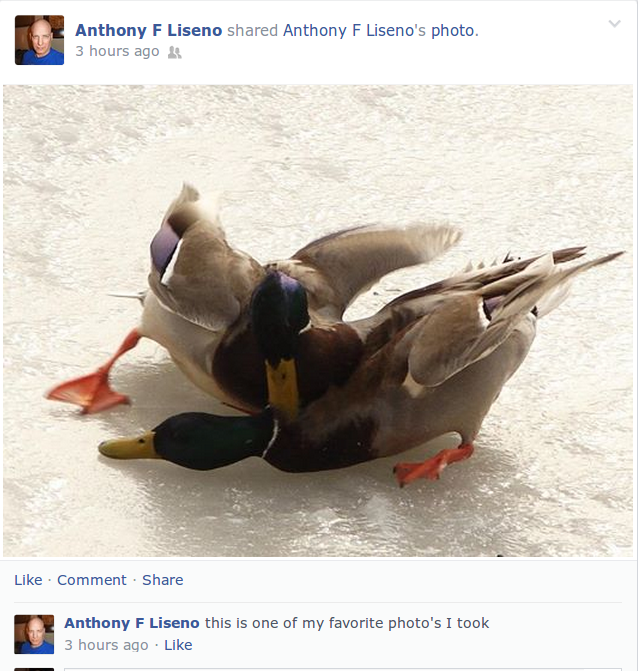 Anthony F Liseno shared Anthony F Liseno's photo.
3 hours ago
Like · Comment · Share
Anthony F Liseno this is one of my favorite photo's I took
3 hours ago · Like